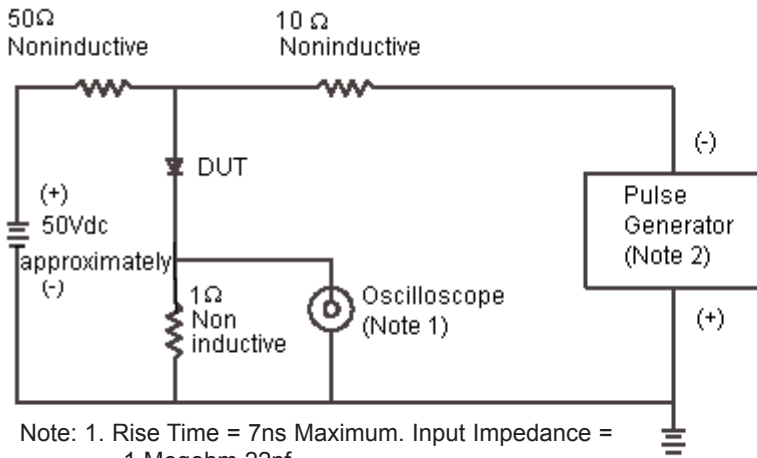 50Ω
Noninductive
10 Ω
Noninductive
DUT
(+)
50Vdc
approximately
(-)
1Ω
Non
inductive
Oscilloscope
(Note 1)
(-)
Pulse
Generator
(Note 2)
(+)
Note: 1. Rise Time = 7ns Maximum. Input Impedance =